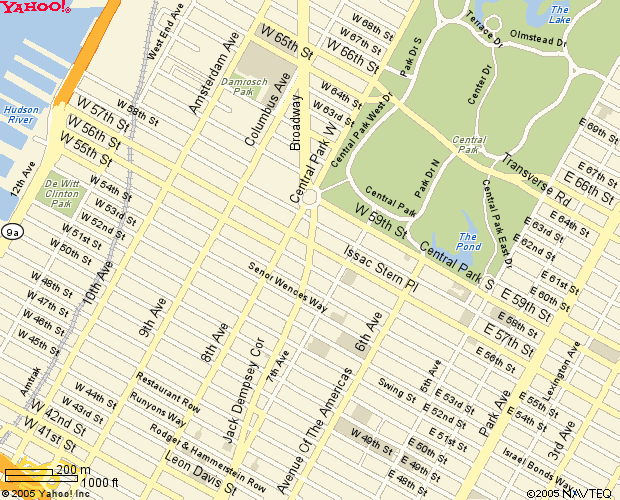 YAHOO!
West End Ave
Amsterdam Ave
W 65th St
W 68th St
W 67th St
W 66th St
Park Dr S
Terrace Dr
The
Lake
Olmstead Dr
Damrosch
Park
Columbus Ave
Broadway
W 64th St
W 63rd St
Center Dr
E 69th St
Hudson
River
W 58th St
W 57th St
W 56th St
W 55th St
Central Park W
Central Park West Dr
Central
Park
Transverse Rd
E 67th St
E 66th St
12th Ave
De Witt
Clinton
Park
W 54th St
W 53rd St
W 52nd St
W 51st St
W 50th St
9a
Central Park
Park Dr N
Central Park East Dr
E 64th St
E 63rd St
E 62nd St
W 59th St
The
Pond
Central Park S
E 61st St
E 60th St
E 59th St
Issac Stern Pl
10th Ave
W 48th St
W 47th St
W 46th St
W 45th St
Senor Wences Way
E 58th St
E 57th St
E 56th St
9th Ave
8th Ave
6th Ave
Jack Dempsey Cor
7th Ave
Amtrak
W 44th St
W 43rd St
W 42nd St
W 41st St
Restaurant Row
Runyons Way
Rodget & Hammerstein Row
Leon Davis St
Avenue Of The Americas
Swing St
5th Ave
Park Ave
Lexington Ave
3rd Ave
E 55th St
E 54th St
E 53rd St
E 52nd St
E 51st St
E 50th St
E 49th St
E 48th St
W 49th St
Israel Bonds Way
200 m
1000 ft
© 2005 Yahoo! Inc
©2005 NAVTEQ